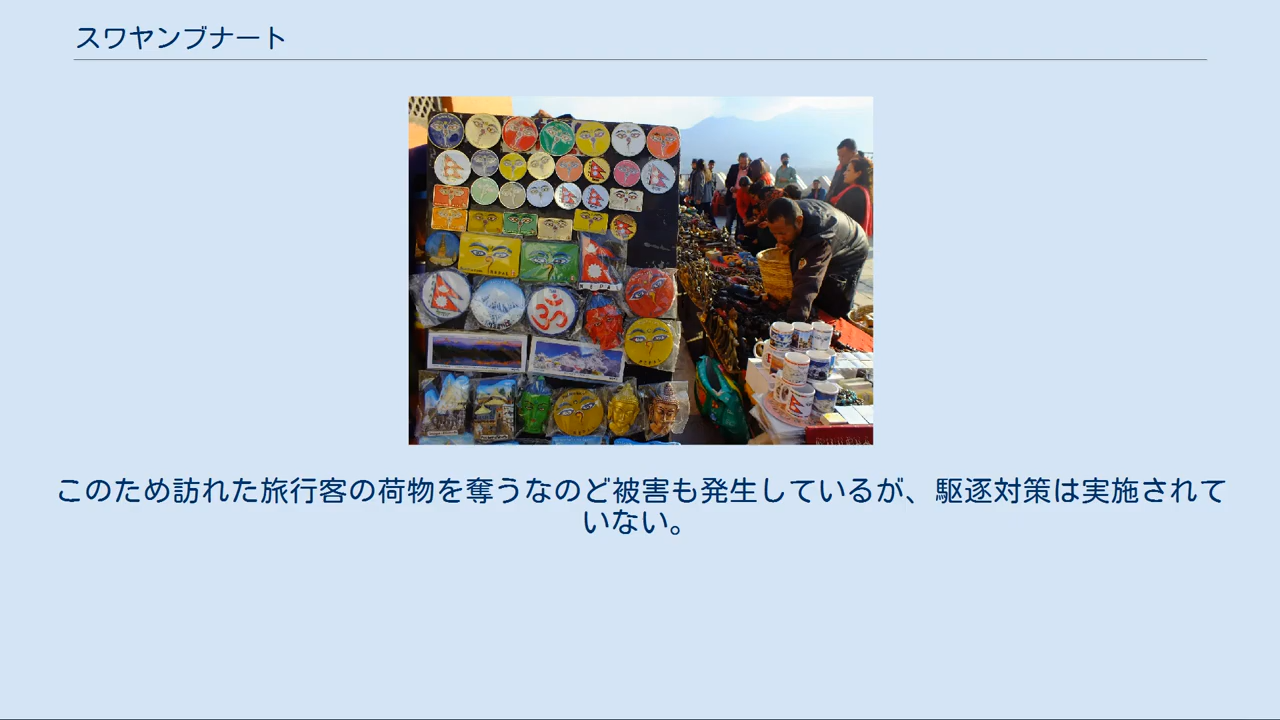 スワヤンブナート
このため訪れた旅行客の荷物を奪うなのど被害も発生しているが、駆逐対策は実施されて
いない。